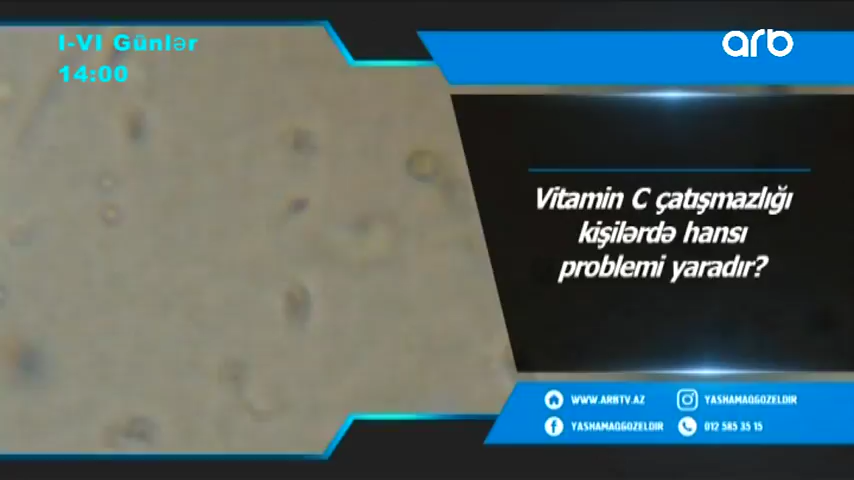 I-VI Günlər
14:00
arb
Vitamin C çatışmazlığı
kişilərdə hansı
problemi yaradır?
WWW.ARBTV.AZ
YASHAMAQGOZELDIR
YASHAMAQGOZELDIR
012 585 35 15